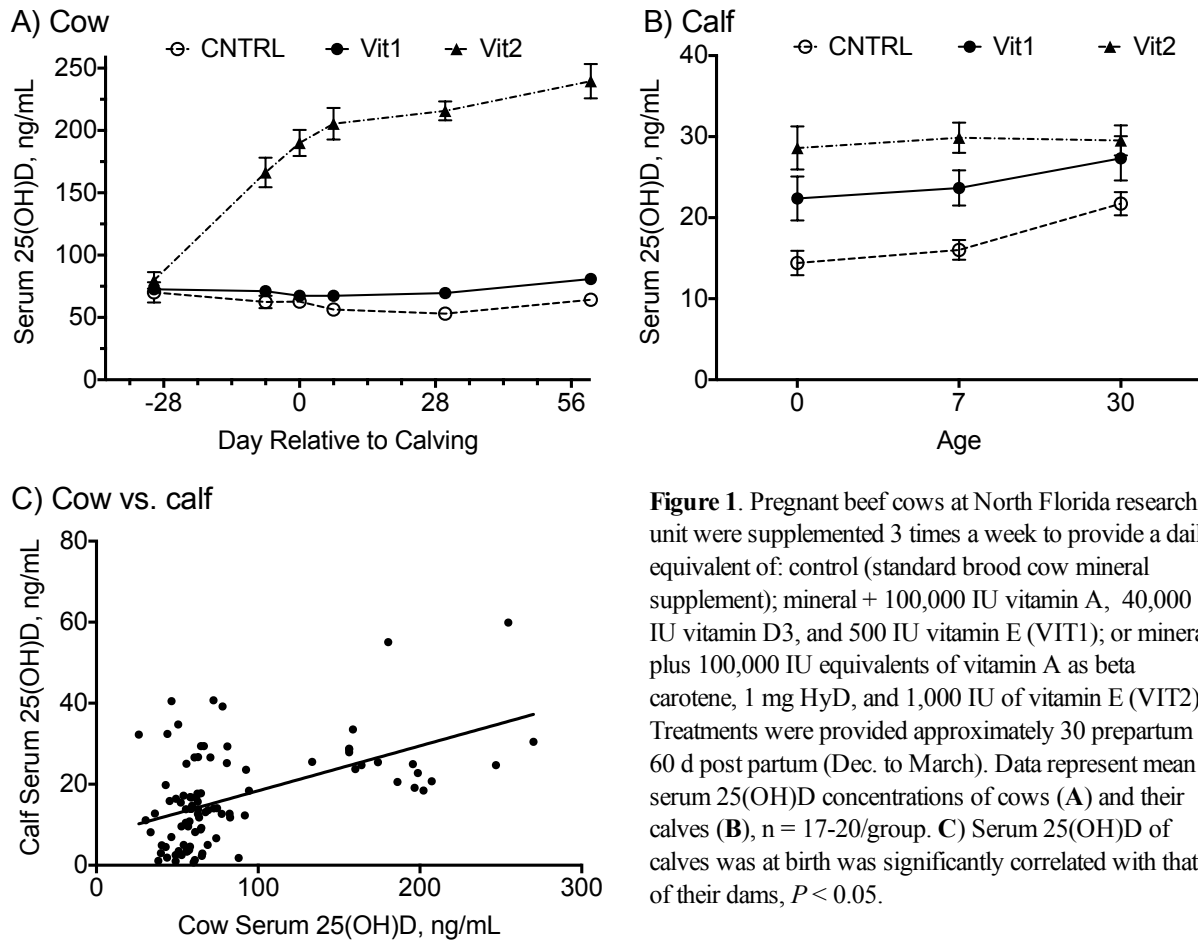 A) Cow
CNTRL Vit1 Vit2
Serum 25(OH)D, ng/mL
250
200
150
100
50
0
-28 0 28 56
Day Relative to Calving
B) Calf
CNTRL Vit1 Vit2
Serum 25(OH)D, ng/mL
40
30
20
10
0
0 7 30
Age
C) Cow vs. calf
Calf Serum 25(OH)D, ng/mL
80
60
40
20
0
0 100 200 300
Cow Serum 25(OH)D, ng/mL
Figure 1. Pregnant beef cows at North Florida research
unit were supplemented 3 times a week to provide a dail
equivalent of: control (standard brood cow mineral
supplement); mineral + 100,000 IU vitamin A, 40,000
IU vitamin D3, and 500 IU vitamin E (VIT1); or minera
plus 100,000 IU equivalents of vitamin A as beta
carotene, 1 mg HyD, and 1,000 IU of vitamin E (VIT2)
Treatments were provided approximately 30 prepartum
60 d post partum (Dec. to March). Data represent mean
serum 25(OH)D concentrations of cows (A) and their
calves (B), n = 17-20/group. C) Serum 25(OH)D of
calves was at birth was significantly correlated with that
of their dams, P < 0.05.